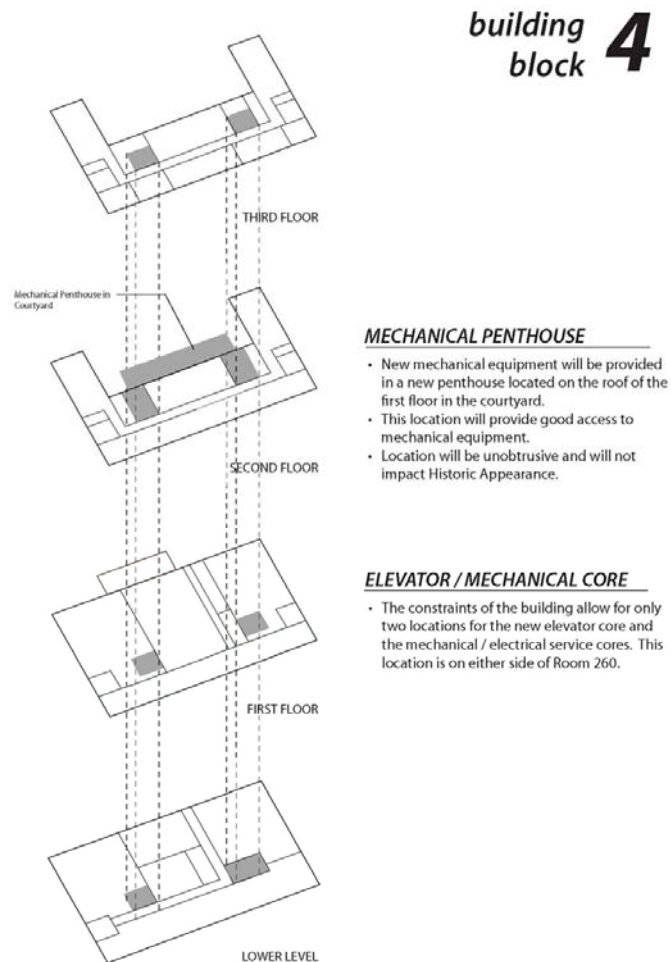 building
block 4
THIRD FLOOR
Mechanical Penthouse in
Courtyard
MECHANICAL PENTHOUSE
• New mechanical equipment will be provided
in a new penthouse located on the roof of the
first floor in the courtyard.
• This location will provide good access to
mechanical equipment.
• Location will be unobtrusive and will not
impact Historic Appearance.
SECOND FLOOR
ELEVATOR / MECHANICAL CORE
• The constraints of the building allow for only
two locations for the new elevator core and
the mechanical / electrical service cores. This
location is on either side of Room 260.
FIRST FLOOR
LOWER LEVEL